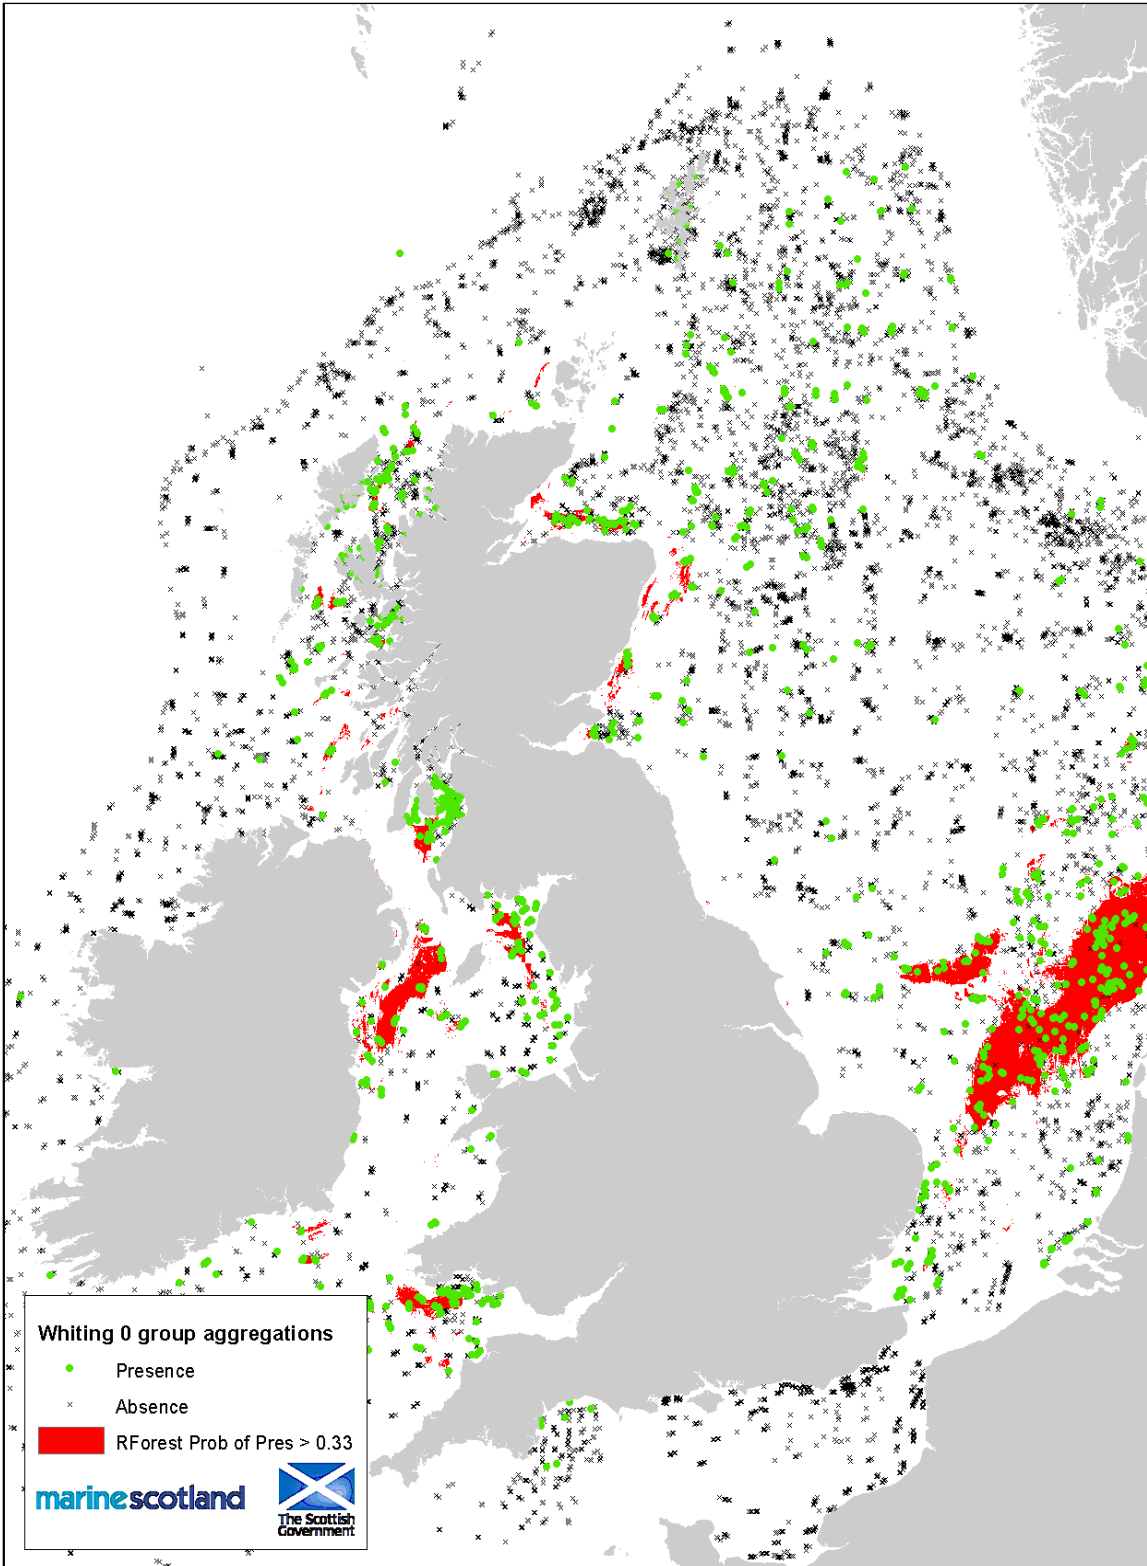 Whiting 0 group aggregations
Presence
Absence
RForest Prob of Pres > 0.33
marinescotland
The Scottish
Government